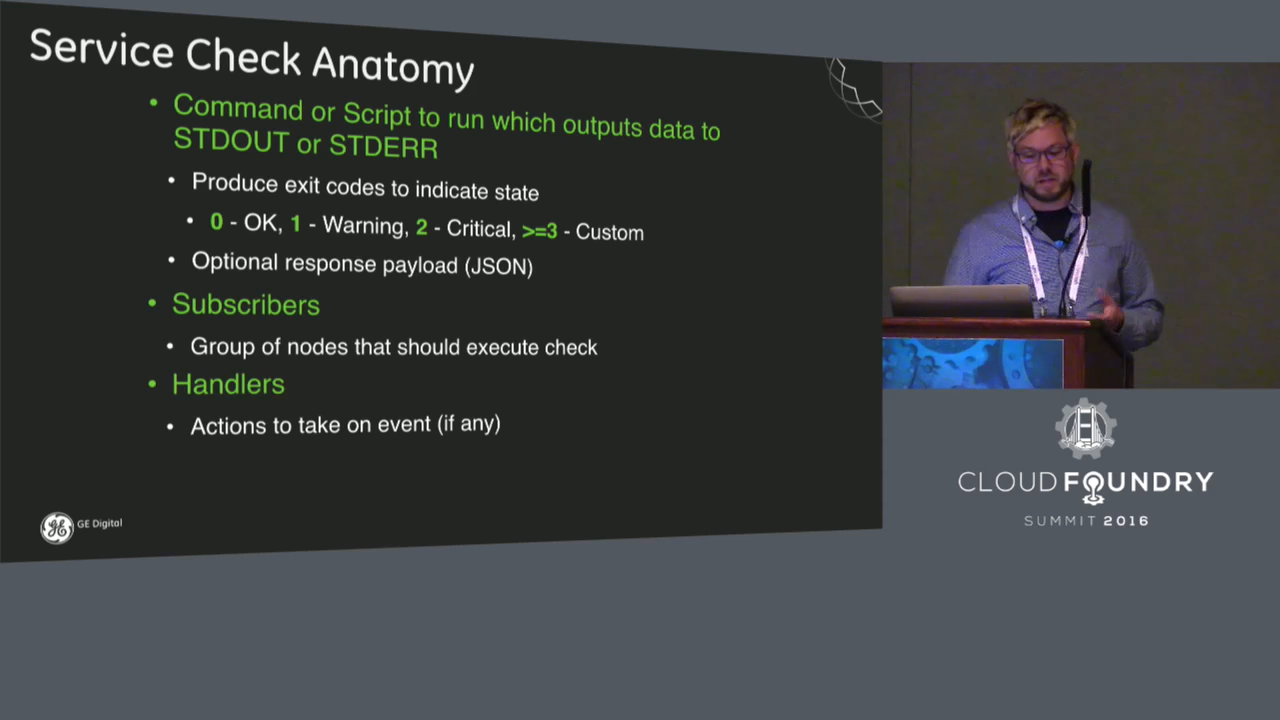 Service Check Anatomy
• Command or Script to run which outputs data to
STDOUT or STDERR
• Produce exit codes to indicate state
• 0 - OK, 1 - Warning, 2 - Critical, >=3 - Custom
• Optional response payload (JSON)
• Subscribers
• Group of nodes that should execute check
• Handlers
• Actions to take on event (if any)
GE Digital
CLOUD FOUNDRY
SUMMIT 2016